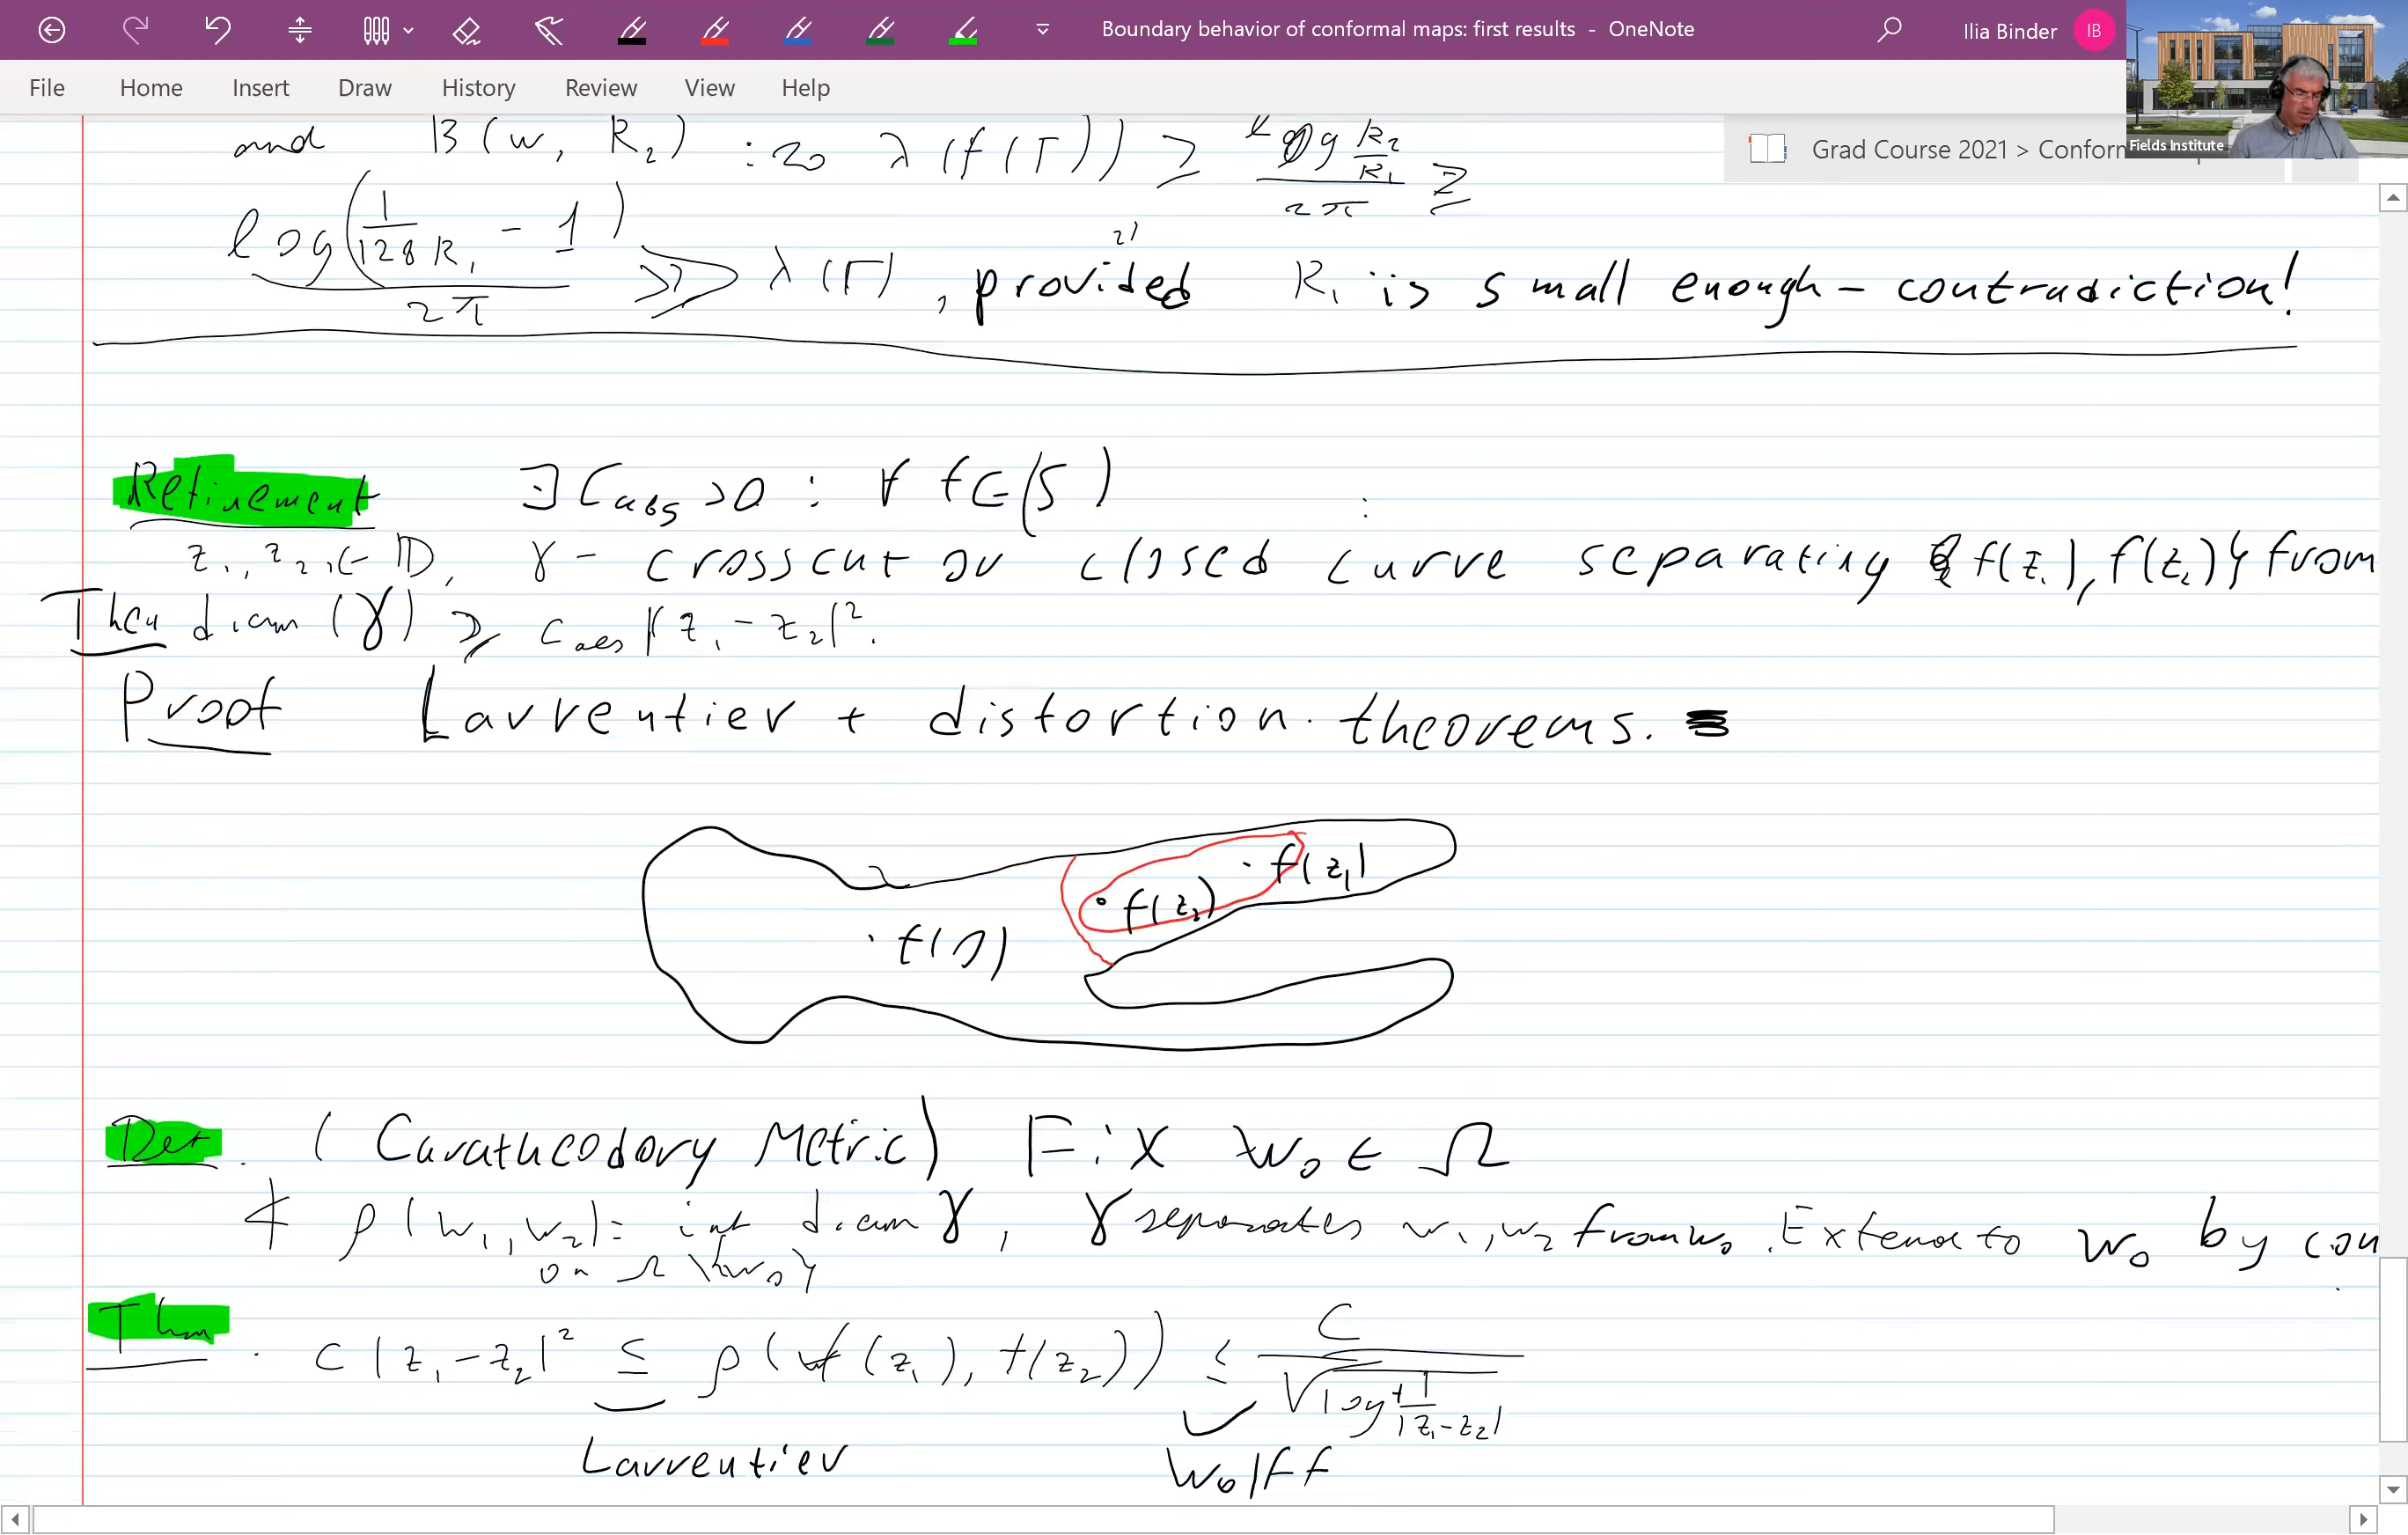 Boundary behavior of conformal maps: first results - OneNote
Ilia Binder
IB
File Home Insert Draw History Review View Help
Grad Course 2021 > Conform
Fields Institute
and B(w, R₂) : so λ(f(Γ)) ≥ log R₂/R₁ / 2π ≥
log(1/128R₁ - 1) / 2π >> λ(Γ), provided R₁ is small enough - contradiction!
Refinement ∃ C_abs > 0 : ∀ f ∈ (S) :
z₁, z₂ ∈ 𝔻, γ - crosscut or closed curve separating {f(z₁), f(z₂)} from
Then diam(γ) ≥ C_abs |z₁ - z₂|².
Proof Lavrentiev + distortion theorems.
f(z₁)
f(z₂)
f(0)
Def. (Caratheodory Metric) Fix w₀ ∈ Ω
ρ(w₁, w₂) = inf diam γ, γ separates w₁, w₂ from w₀. Extend to w₀ by con
on Ω \ {w₀}
Thm. C|z₁ - z₂|² ≤ ρ(f(z₁), f(z₂)) ≤ C / √(log⁺ 1/|z₁ - z₂|)
Lavrentiev Wolff